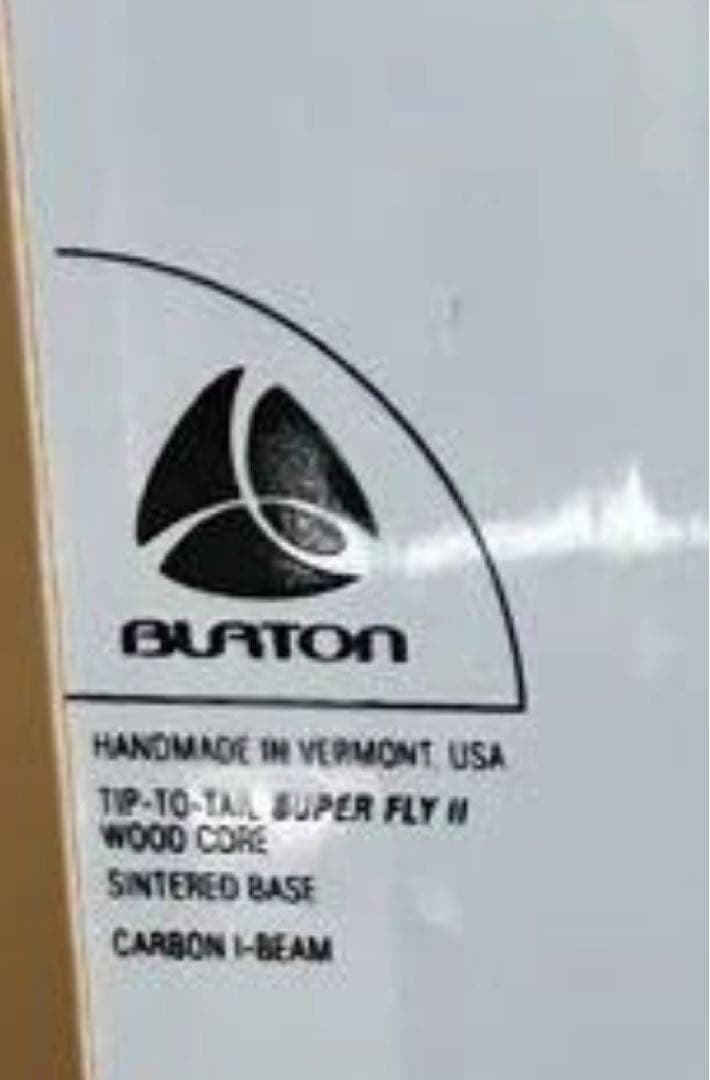 BURTON
HANDMADE IN VERMONT, USA
TIP-TO-TAIL SUPER FLY II
WOOD CORE
SINTERED BASE
CARBON I-BEAM